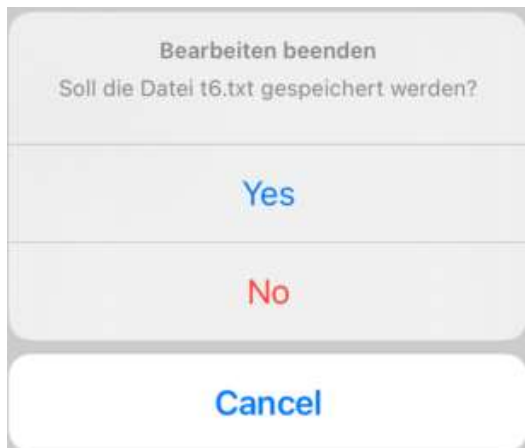 Bearbeiten beenden
Soll die Datei t6.txt gespeichert werden?
Yes
No
Cancel